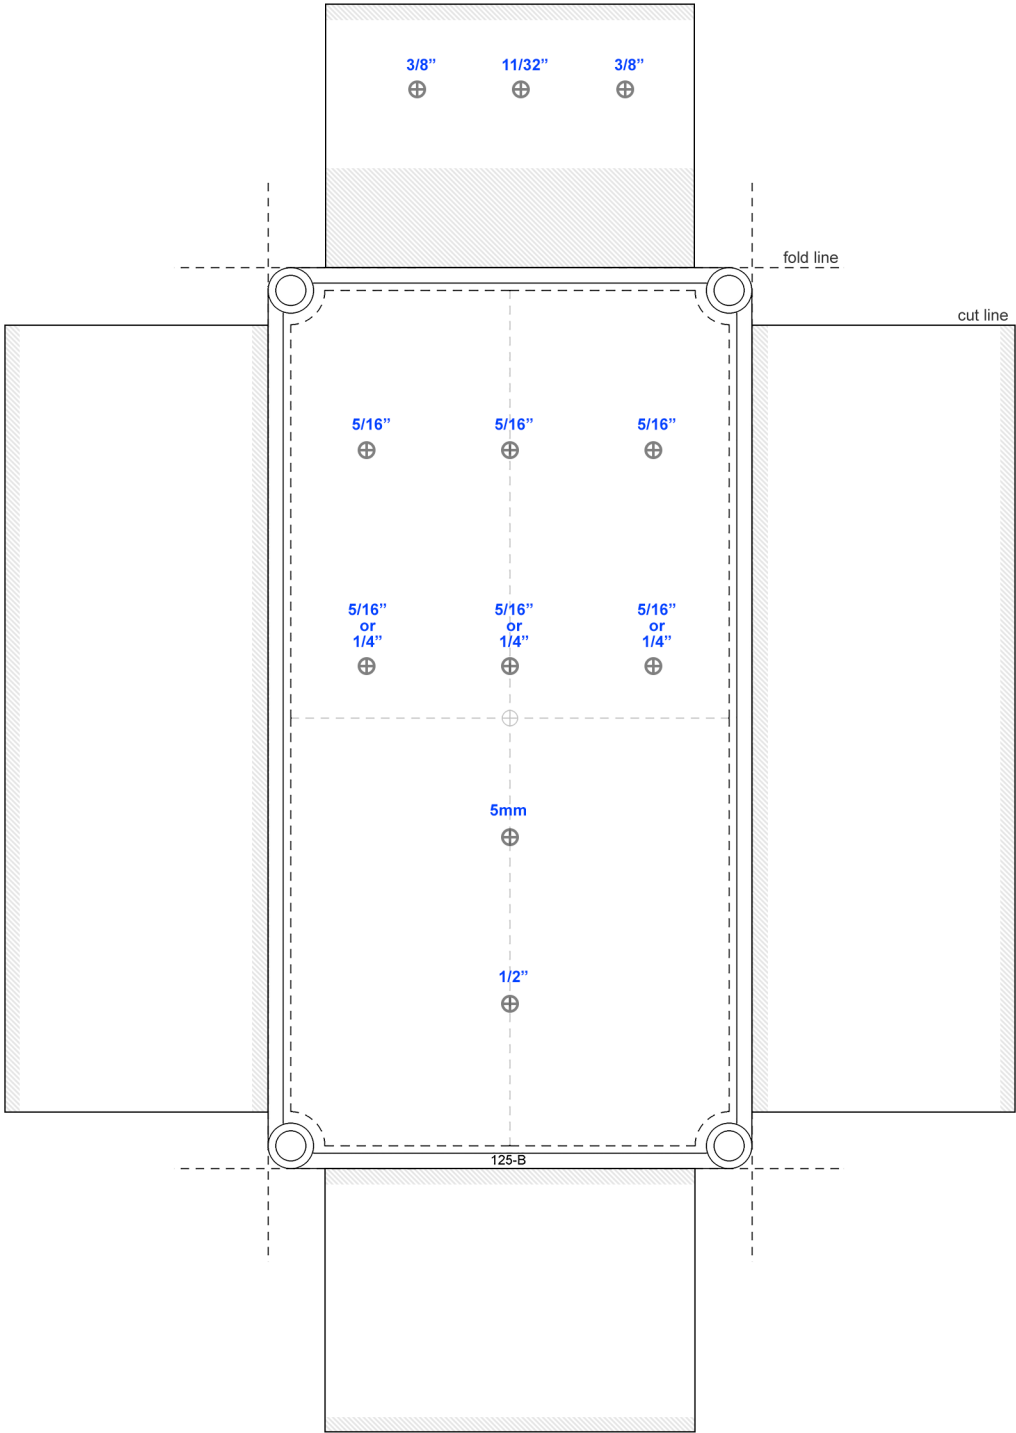 3/8” 11/32” 3/8”
fold line
cut line
5/16” 5/16” 5/16”
5/16” 5/16” 5/16”
or or or
1/4” 1/4” 1/4”
5mm
1/2”
125-B